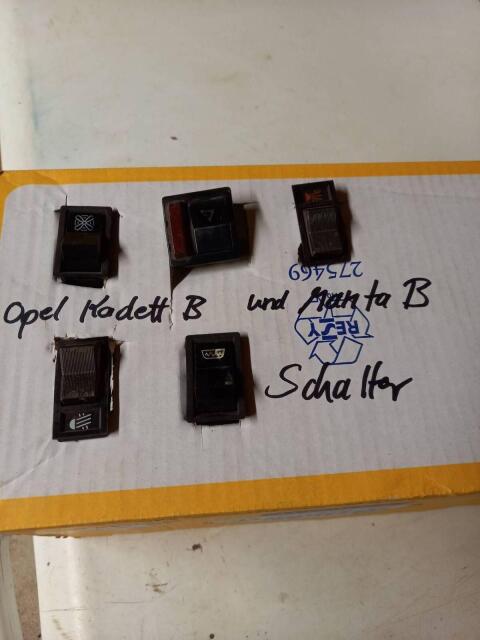 275469
Opel Kadett B und Manta B
RESY
Schalter